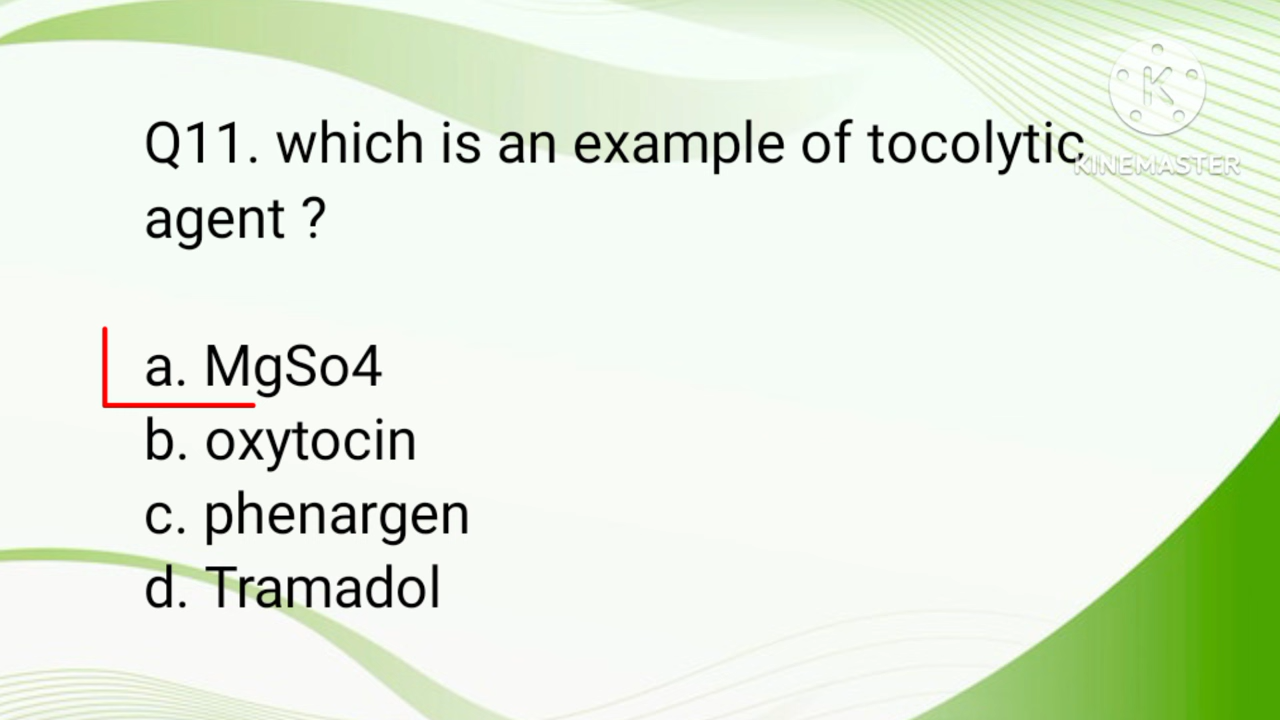 Q11. which is an example of tocolytic
agent ?
a. MgSo4
b. oxytocin
c. phenargen
d. Tramadol
K
KINEMASTER